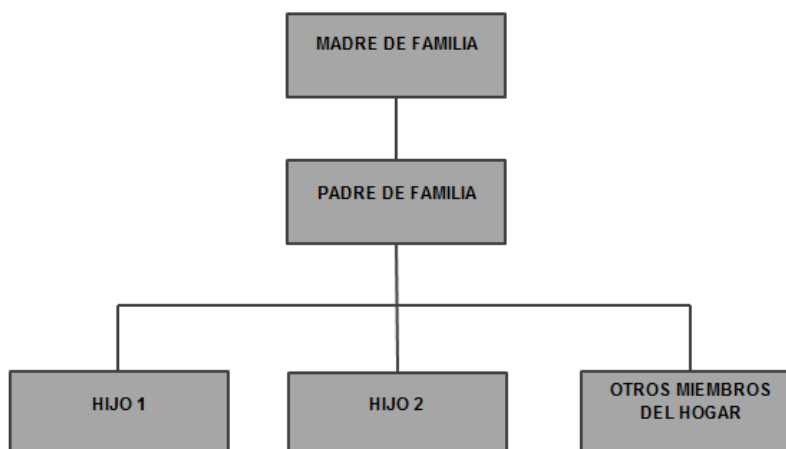 MADRE DE FAMILIA
PADRE DE FAMILIA
HIJO 1
HIJO 2
OTROS MIEMBROS
DEL HOGAR